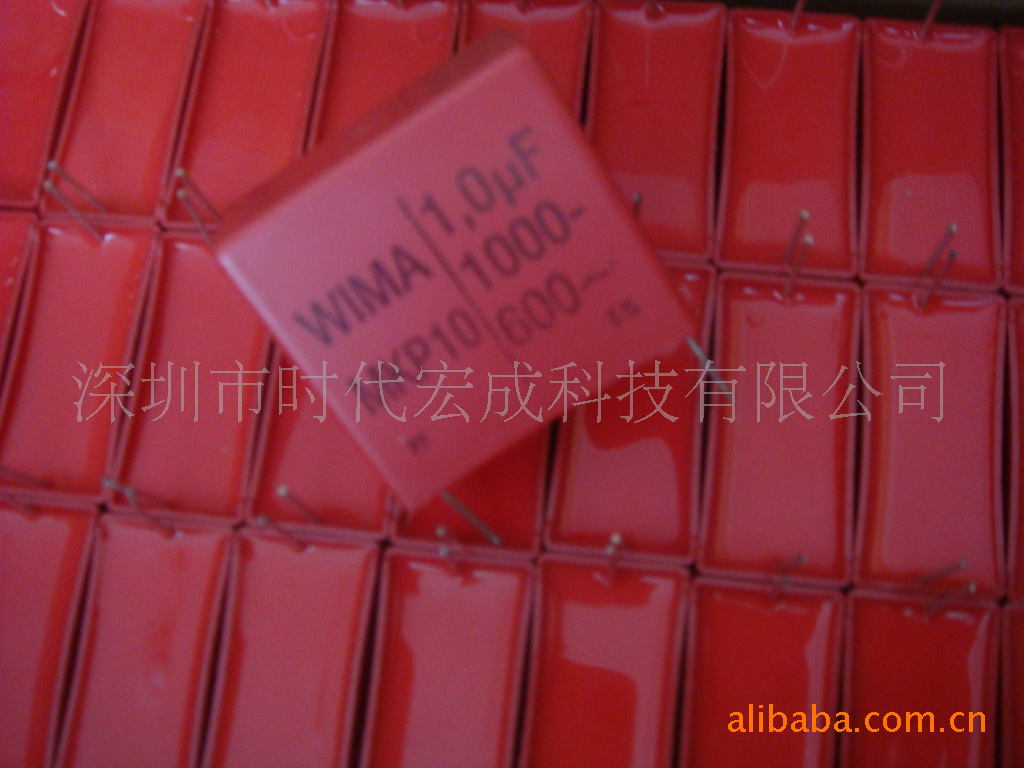 WIMA 1,0µF
MKP10 1000-
600~
深圳市时代宏成科技有限公司
alibaba.com.cn